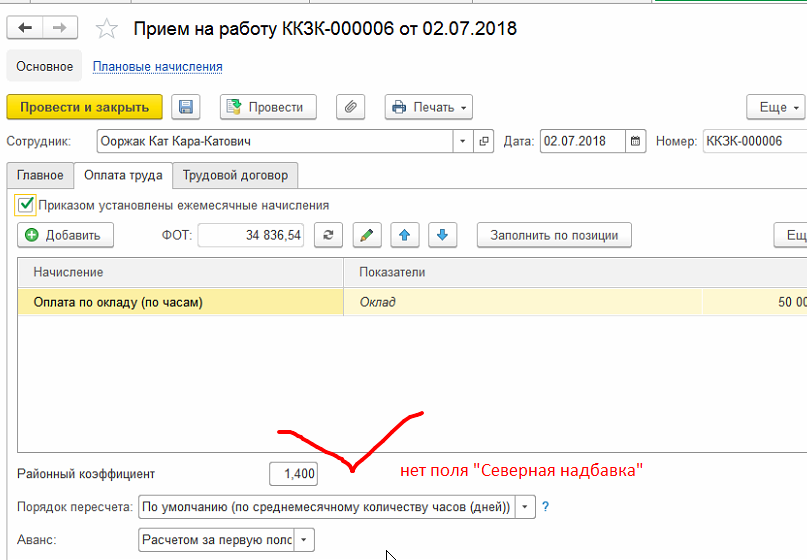 Прием на работу ККЗК-000006 от 02.07.2018
Основное Плановые начисления
Провести и закрыть Провести Печать Еще
Сотрудник: Ооржак Кат Кара-Катович Дата: 02.07.2018 Номер: ККЗК-000006
Главное Оплата труда Трудовой договор
Приказом установлены ежемесячные начисления
Добавить ФОТ: 34 836,54 Заполнить по позиции Ещ
Начисление Показатели
Оплата по окладу (по часам) Оклад 50 00
нет поля "Северная надбавка"
Районный коэффициент 1,400
Порядок пересчета: По умолчанию (по среднемесячному количеству часов (дней)) ?
Аванс: Расчетом за первую поло